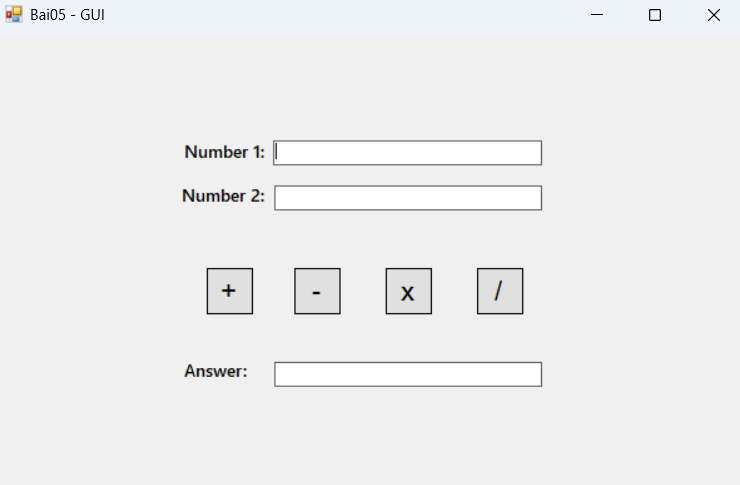 Bai05 - GUI
Number 1:
Number 2:
+ - x /
Answer: